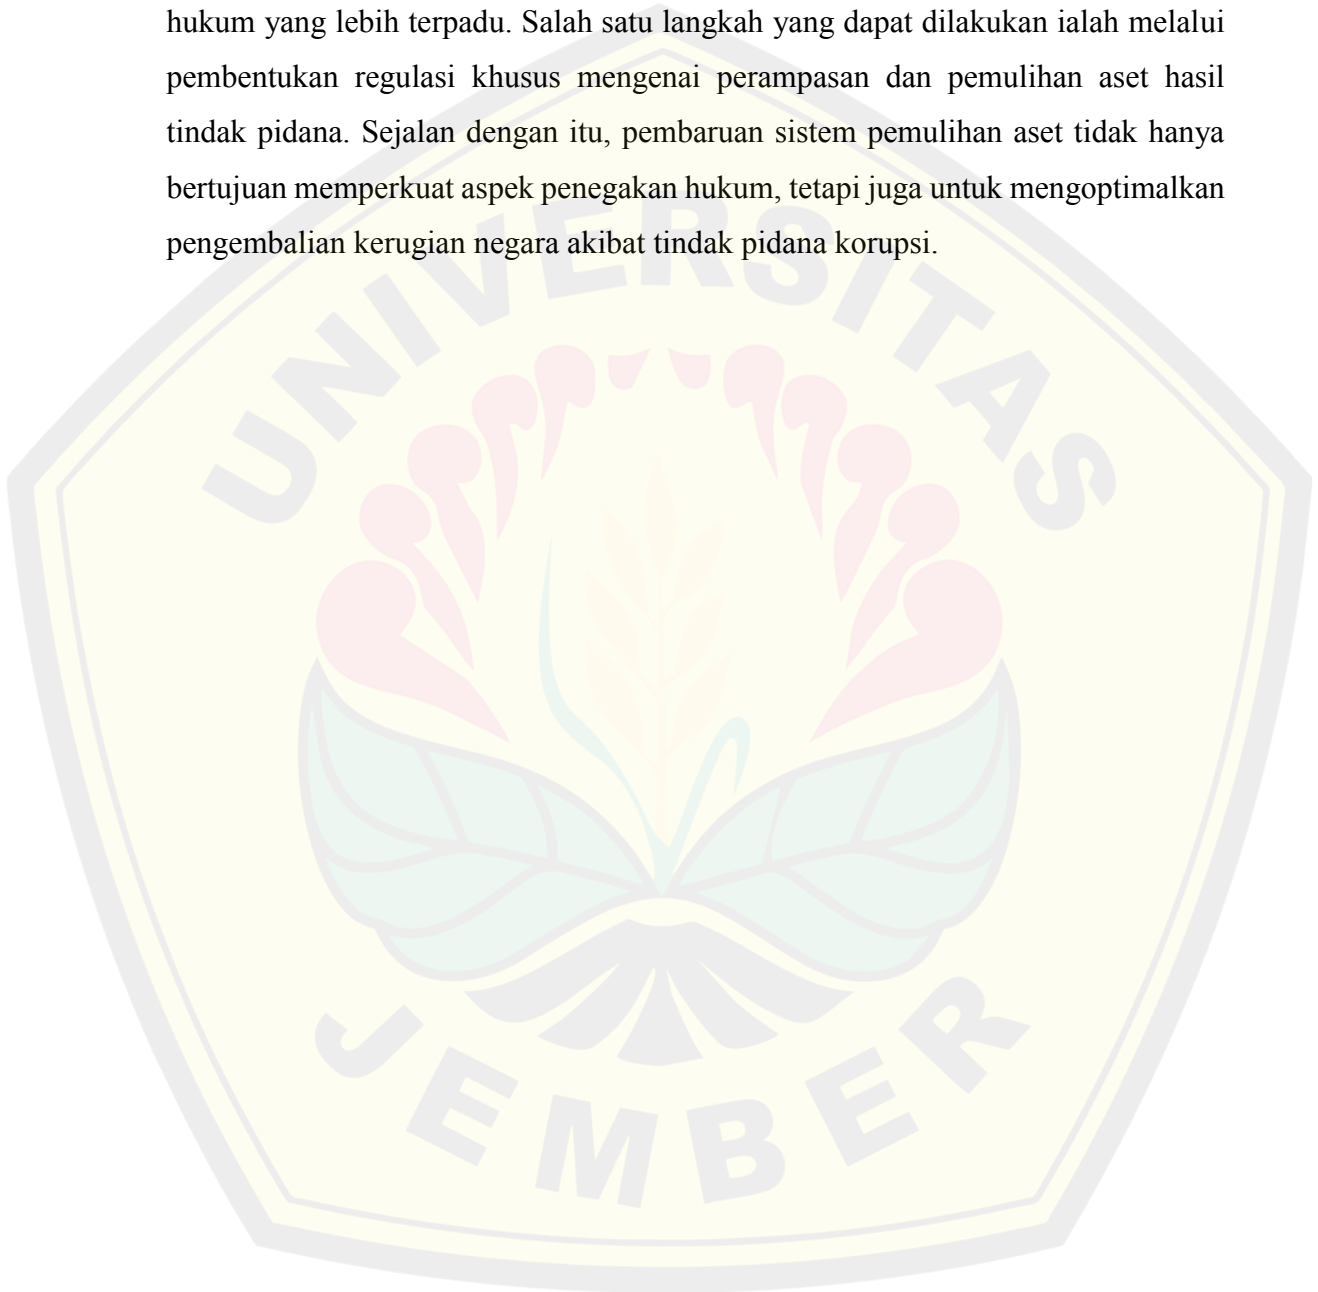 hukum yang lebih terpadu. Salah satu langkah yang dapat dilakukan ialah melalui
pembentukan regulasi khusus mengenai perampasan dan pemulihan aset hasil
tindak pidana. Sejalan dengan itu, pembaruan sistem pemulihan aset tidak hanya
bertujuan memperkuat aspek penegakan hukum, tetapi juga untuk mengoptimalkan
pengembalian kerugian negara akibat tindak pidana korupsi.
UNIVERSITAS
JEMBER